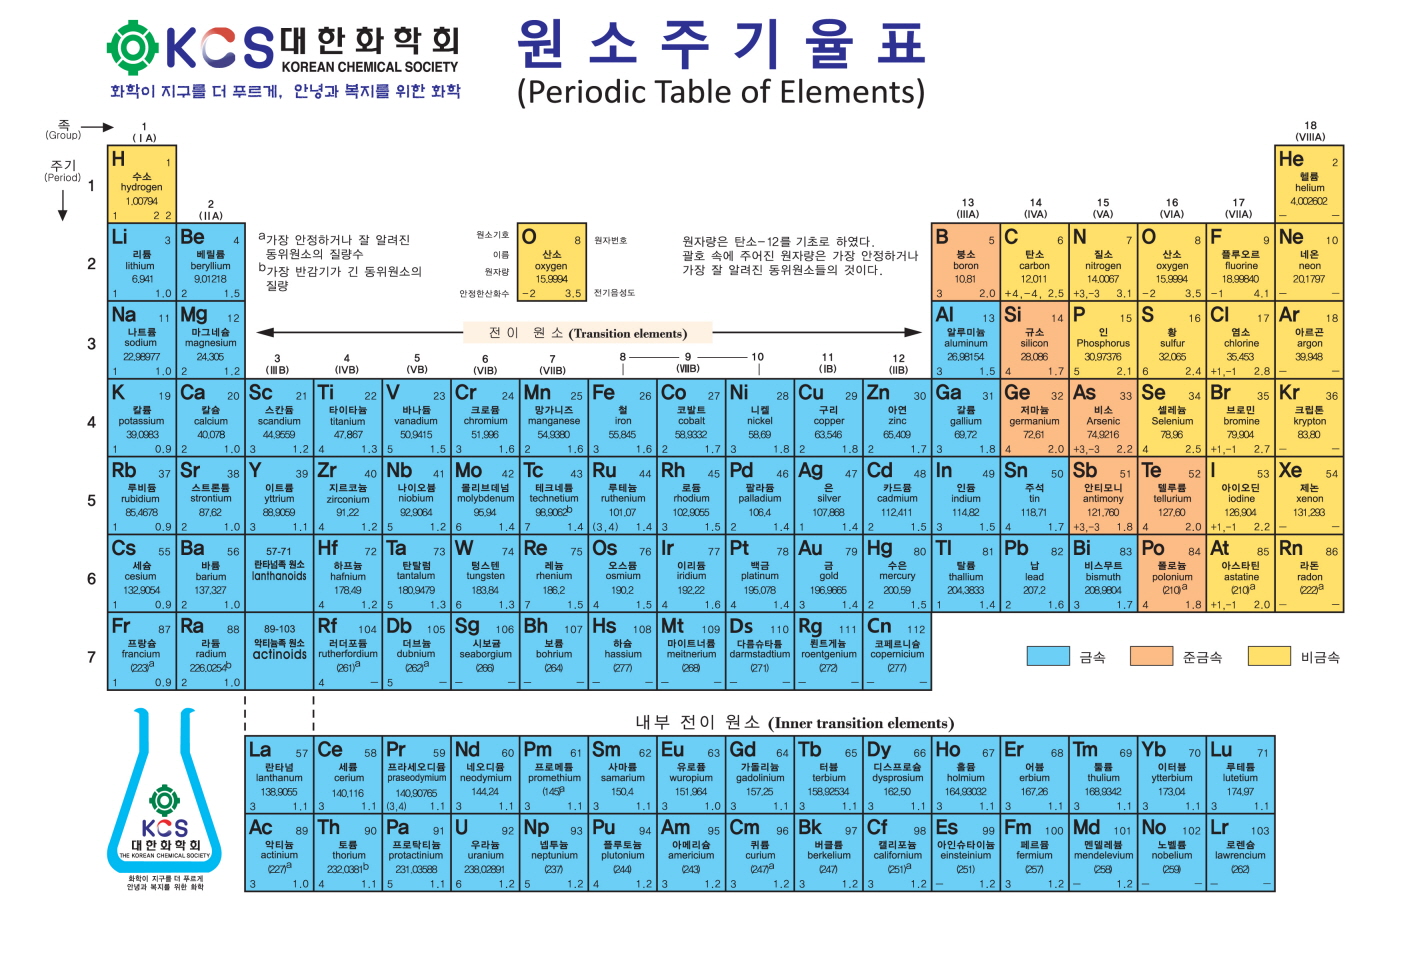 KCS 대한화학회
KOREAN CHEMICAL SOCIETY
화학이 지구를 더 푸르게, 안녕과 복지를 위한 화학
원소주기율표
(Periodic Table of Elements)
족 (Group)
주기 (Period)
1 (IA)
18 (VIIIA)
1
H 1 수소 hydrogen 1.00794 1 2 2
He 2 헬륨 helium 4.002602 – –
2 (IIA)
13 (IIIA) 14 (IVA) 15 (VA) 16 (VIA) 17 (VIIA)
2
Li 3 리튬 lithium 6.941 1 1.0
Be 4 베릴륨 beryllium 9.01218 2 1.5
a가장 안정하거나 잘 알려진
동위원소의 질량수
b가장 반감기가 긴 동위원소의
질량
원소기호
이름
원자량
안정한산화수
O 8 산소 oxygen 15.9994 –2 3.5
원자번호
전기음성도
원자량은 탄소-12를 기초로 하였다.
괄호 속에 주어진 원자량은 가장 안정하거나
가장 잘 알려진 동위원소들의 것이다.
B 5 붕소 boron 10.81 3 2.0
C 6 탄소 carbon 12.011 +4,-4, 2.5
N 7 질소 nitrogen 14.0067 +3,-3 3.1
O 8 산소 oxygen 15.9994 -2 3.5
F 9 플루오르 fluorine 18.99840 -1 4.1
Ne 10 네온 neon 20.1797 – –
3
Na 11 나트륨 sodium 22.98977 1 1.0
Mg 12 마그네슘 magnesium 24.305 2 1.2
전이 원소 (Transition elements)
Al 13 알루미늄 aluminum 26.98154 3 1.5
Si 14 규소 silicon 28.086 4 1.7
P 15 인 Phosphorus 30.97376 5 2.1
S 16 황 sulfur 32.065 6 2.4
Cl 17 염소 chlorine 35.453 +1,-1 2.8
Ar 18 아르곤 argon 39.948 – –
3 (IIIB) 4 (IVB) 5 (VB) 6 (VIB) 7 (VIIB) 8 9 10 (VIIIB) 11 (IB) 12 (IIB)
4
K 19 칼륨 potassium 39.0983 1 0.9
Ca 20 칼슘 calcium 40.078 2 1.0
Sc 21 스칸듐 scandium 44.9559 3 1.2
Ti 22 타이타늄 titanium 47.867 4 1.3
V 23 바나듐 vanadium 50.9415 5 1.5
Cr 24 크로뮴 chromium 51.996 3 1.6
Mn 25 망가니즈 manganese 54.9380 2 1.6
Fe 26 철 iron 55.845 3 1.6
Co 27 코발트 cobalt 58.9332 2 1.7
Ni 28 니켈 nickel 58.69 2 1.8
Cu 29 구리 copper 63.546 2 1.8
Zn 30 아연 zinc 65.409 2 1.7
Ga 31 갈륨 gallium 69.72 3 1.8
Ge 32 저마늄 germanium 72.61 4 2.0
As 33 비소 Arsenic 74.9216 +3,-3 2.2
Se 34 셀레늄 Selenium 78.96 4 2.5
Br 35 브로민 bromine 79.904 +1,-1 2.7
Kr 36 크립톤 krypton 83.80 – –
5
Rb 37 루비듐 rubidium 85.4678 1 0.9
Sr 38 스트론튬 strontium 87.62 2 1.0
Y 39 이트륨 yttrium 88.9059 3 1.1
Zr 40 지르코늄 zirconium 91.22 4 1.2
Nb 41 나이오븀 niobium 92.9064 5 1.2
Mo 42 몰리브데넘 molybdenum 95.94 6 1.4
Tc 43 테크네튬 technetium 98.9062b 7 1.4
Ru 44 루테늄 ruthenium 101.07 (3,4) 1.4
Rh 45 로듐 rhodium 102.9055 3 1.5
Pd 46 팔라듐 palladium 106.4 2 1.4
Ag 47 은 silver 107.868 1 1.4
Cd 48 카드뮴 cadmium 112.411 2 1.5
In 49 인듐 indium 114.82 3 1.5
Sn 50 주석 tin 118.71 4 1.7
Sb 51 안티모니 antimony 121.760 +3,-3 1.8
Te 52 텔루륨 tellurium 127.60 4 2.0
I 53 아이오딘 iodine 126.904 +1,-1 2.2
Xe 54 제논 xenon 131.293 – –
6
Cs 55 세슘 cesium 132.9054 1 0.9
Ba 56 바륨 barium 137.327 2 1.0
57-71 란타넘족 원소 lanthanoids
Hf 72 하프늄 hafnium 178.49 4 1.2
Ta 73 탄탈럼 tantalum 180.9479 5 1.3
W 74 텅스텐 tungsten 183.84 6 1.3
Re 75 레늄 rhenium 186.2 7 1.5
Os 76 오스뮴 osmium 190.2 4 1.5
Ir 77 이리듐 iridium 192.22 4 1.6
Pt 78 백금 platinum 195.078 4 1.4
Au 79 금 gold 196.9665 3 1.4
Hg 80 수은 mercury 200.59 2 1.5
Tl 81 탈륨 thallium 204.3833 1 1.4
Pb 82 납 lead 207.2 2 1.6
Bi 83 비스무트 bismuth 208.9804 3 1.7
Po 84 폴로늄 polonium (210)a 4 1.8
At 85 아스타틴 astatine (210)a +1,-1 2.0
Rn 86 라돈 radon (222)a – –
7
Fr 87 프랑슘 francium (223)a 1 0.9
Ra 88 라듐 radium 226.0254b 2 1.0
89-103 악티늄족 원소 actinoids
Rf 104 러더포듐 rutherfordium (261)a 4 –
Db 105 더브늄 dubnium (262)a 5 –
Sg 106 시보귬 seaborgium (266) – –
Bh 107 보륨 bohrium (264) – –
Hs 108 하슘 hassium (277) – –
Mt 109 마이트너륨 meitnerium (268) – –
Ds 110 다름슈타튬 darmstadtium (271) – –
Rg 111 뢴트게늄 roentgenium (272) – –
Cn 112 코페르니슘 copernicium (277) – –
금속 준금속 비금속
내부 전이 원소 (Inner transition elements)
La 57 란타넘 lanthanum 138.9055 3 1.1
Ce 58 세륨 cerium 140.116 3 1.1
Pr 59 프라세오디뮴 praseodymium 140.90765 (3,4) 1.1
Nd 60 네오디뮴 neodymium 144.24 3 1.1
Pm 61 프로메튬 promethium (145)a 3 1.1
Sm 62 사마륨 samarium 150.4 3 1.1
Eu 63 유로퓸 wuropium 151.964 3 1.0
Gd 64 가돌리늄 gadolinium 157.25 3 1.1
Tb 65 터븀 terbium 158.92534 3 1.1
Dy 66 디스프로슘 dysprosium 162.50 3 1.1
Ho 67 홀뮴 holmium 164.93032 3 1.1
Er 68 어븀 erbium 167.26 3 1.1
Tm 69 툴륨 thulium 168.9342 3 1.1
Yb 70 이터븀 ytterbium 173.04 3 1.1
Lu 71 루테튬 lutetium 174.97 3 1.1
Ac 89 악티늄 actinium (227)a 3 1.0
Th 90 토륨 thorium 232.0381b 4 1.1
Pa 91 프로탁티늄 protactinium 231.03588 5 1.1
U 92 우라늄 uranium 238.02891 6 1.2
Np 93 넵투늄 neptunium (237) 5 1.2
Pu 94 플루토늄 plutonium (244) 4 1.2
Am 95 아메리슘 americium (243) 3 1.2
Cm 96 퀴륨 curium (247)a 3 1.2
Bk 97 버클륨 berkelium (247) 3 1.2
Cf 98 캘리포늄 californium (251)a 3 1.2
Es 99 아인슈타이늄 einsteinium (251) – 1.2
Fm 100 페르뮴 fermium (257) 3 1.2
Md 101 멘델레븀 mendelevium (258) – 1.2
No 102 노벨륨 nobelium (259) – –
Lr 103 로렌슘 lawrencium (262) – –
KCS
대한화학회
THE KOREAN CHEMICAL SOCIETY
화학이 지구를 더 푸르게
안녕과 복지를 위한 화학